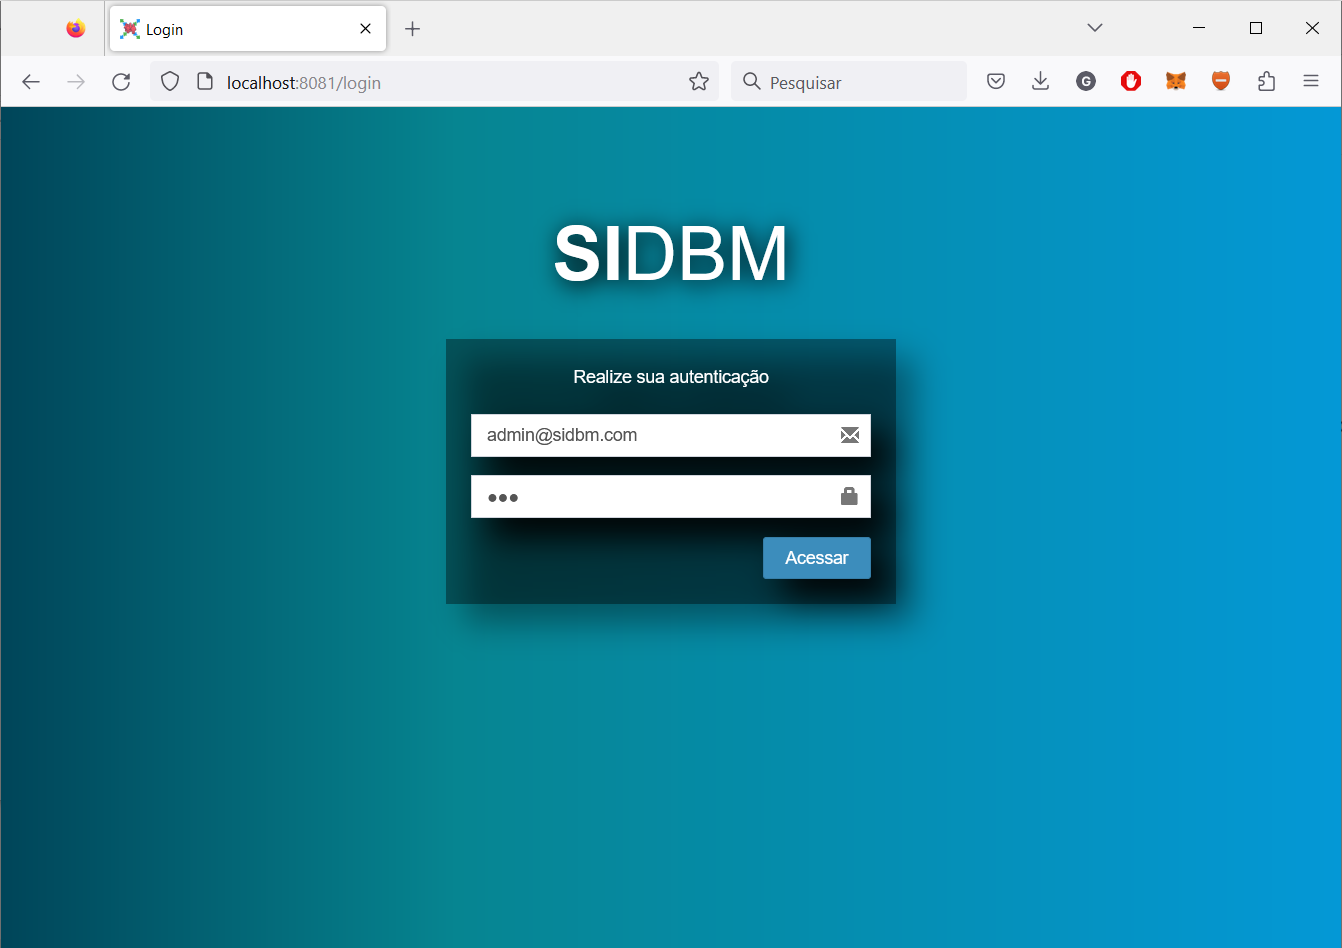 Login
localhost:8081/login
Pesquisar
G
SIDBM
Realize sua autenticação
admin@sidbm.com
•••
Acessar